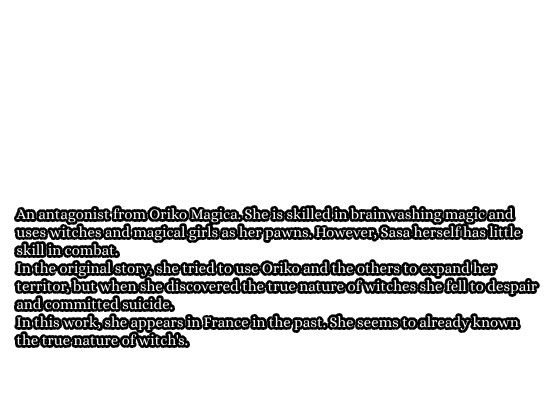 An antagonist from Oriko Magica. She is skilled in brainwashing magic and
uses witches and magical girls as her pawns. However, Sasa herself has little
skill in combat.
In the original story, she tried to use Oriko and the others to expand her
territor, but when she discovered the true nature of witches she fell to despair
and committed suicide.
In this work, she appears in France in the past. She seems to already known
the true nature of witch's.